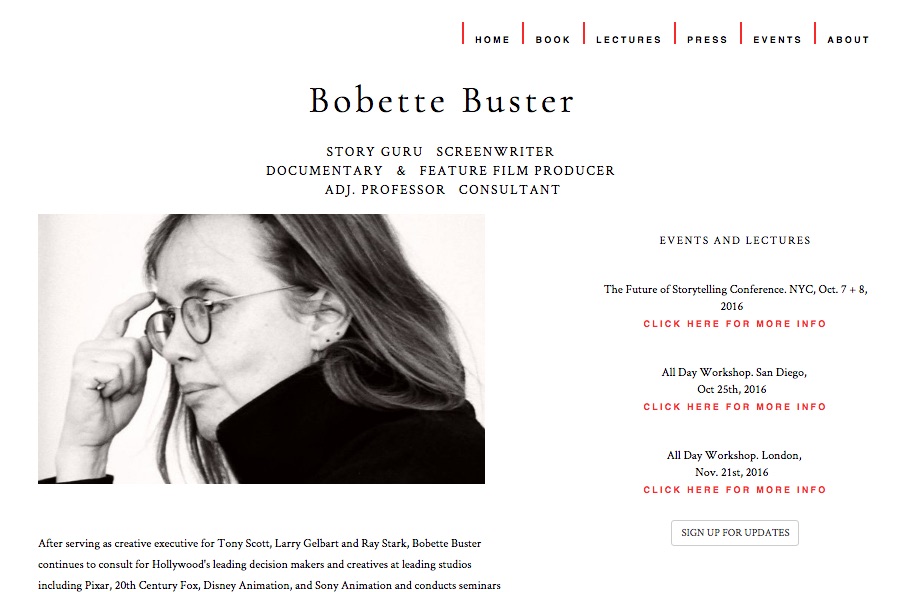 HOME BOOK LECTURES PRESS EVENTS ABOUT
Bobette Buster
STORY GURU SCREENWRITER
DOCUMENTARY & FEATURE FILM PRODUCER
ADJ. PROFESSOR CONSULTANT
EVENTS AND LECTURES
The Future of Storytelling Conference. NYC, Oct. 7 + 8,
2016
CLICK HERE FOR MORE INFO
All Day Workshop. San Diego,
Oct 25th, 2016
CLICK HERE FOR MORE INFO
All Day Workshop. London,
Nov. 21st, 2016
CLICK HERE FOR MORE INFO
SIGN UP FOR UPDATES
After serving as creative executive for Tony Scott, Larry Gelbart and Ray Stark, Bobette Buster
continues to consult for Hollywood's leading decision makers and creatives at leading studios
including Pixar, 20th Century Fox, Disney Animation, and Sony Animation and conducts seminars